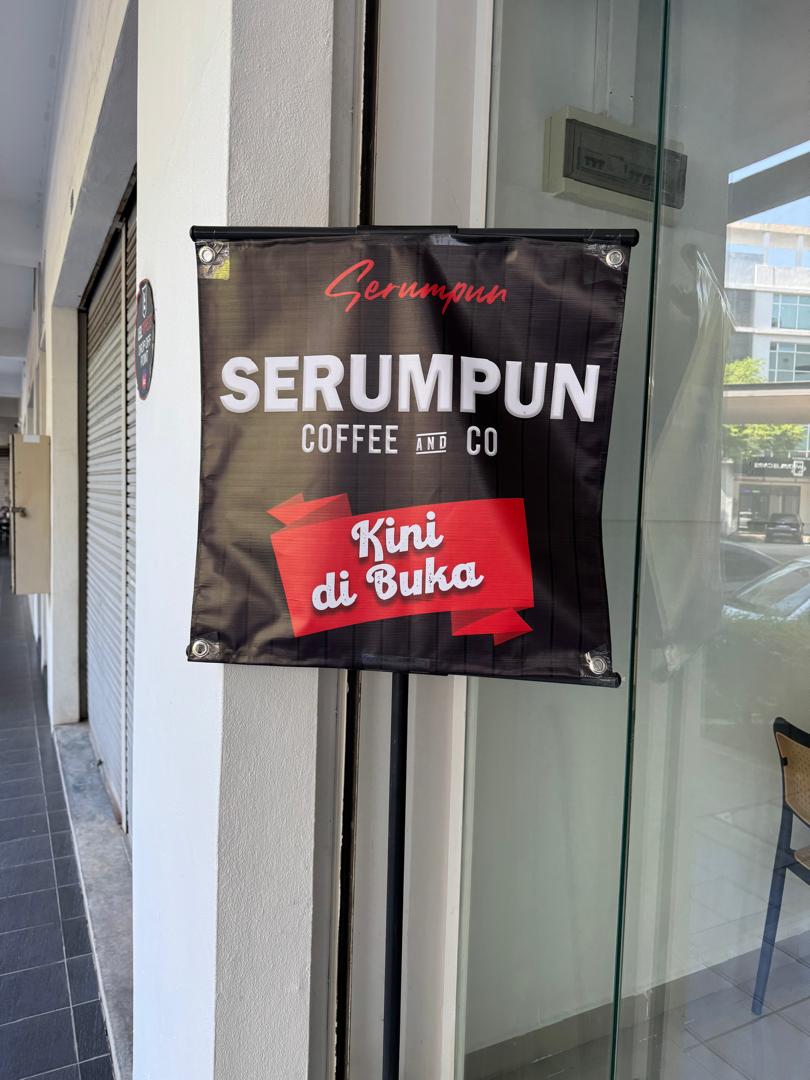 Serumpun
SERUMPUN
COFFEE AND CO
Kini
di Buka